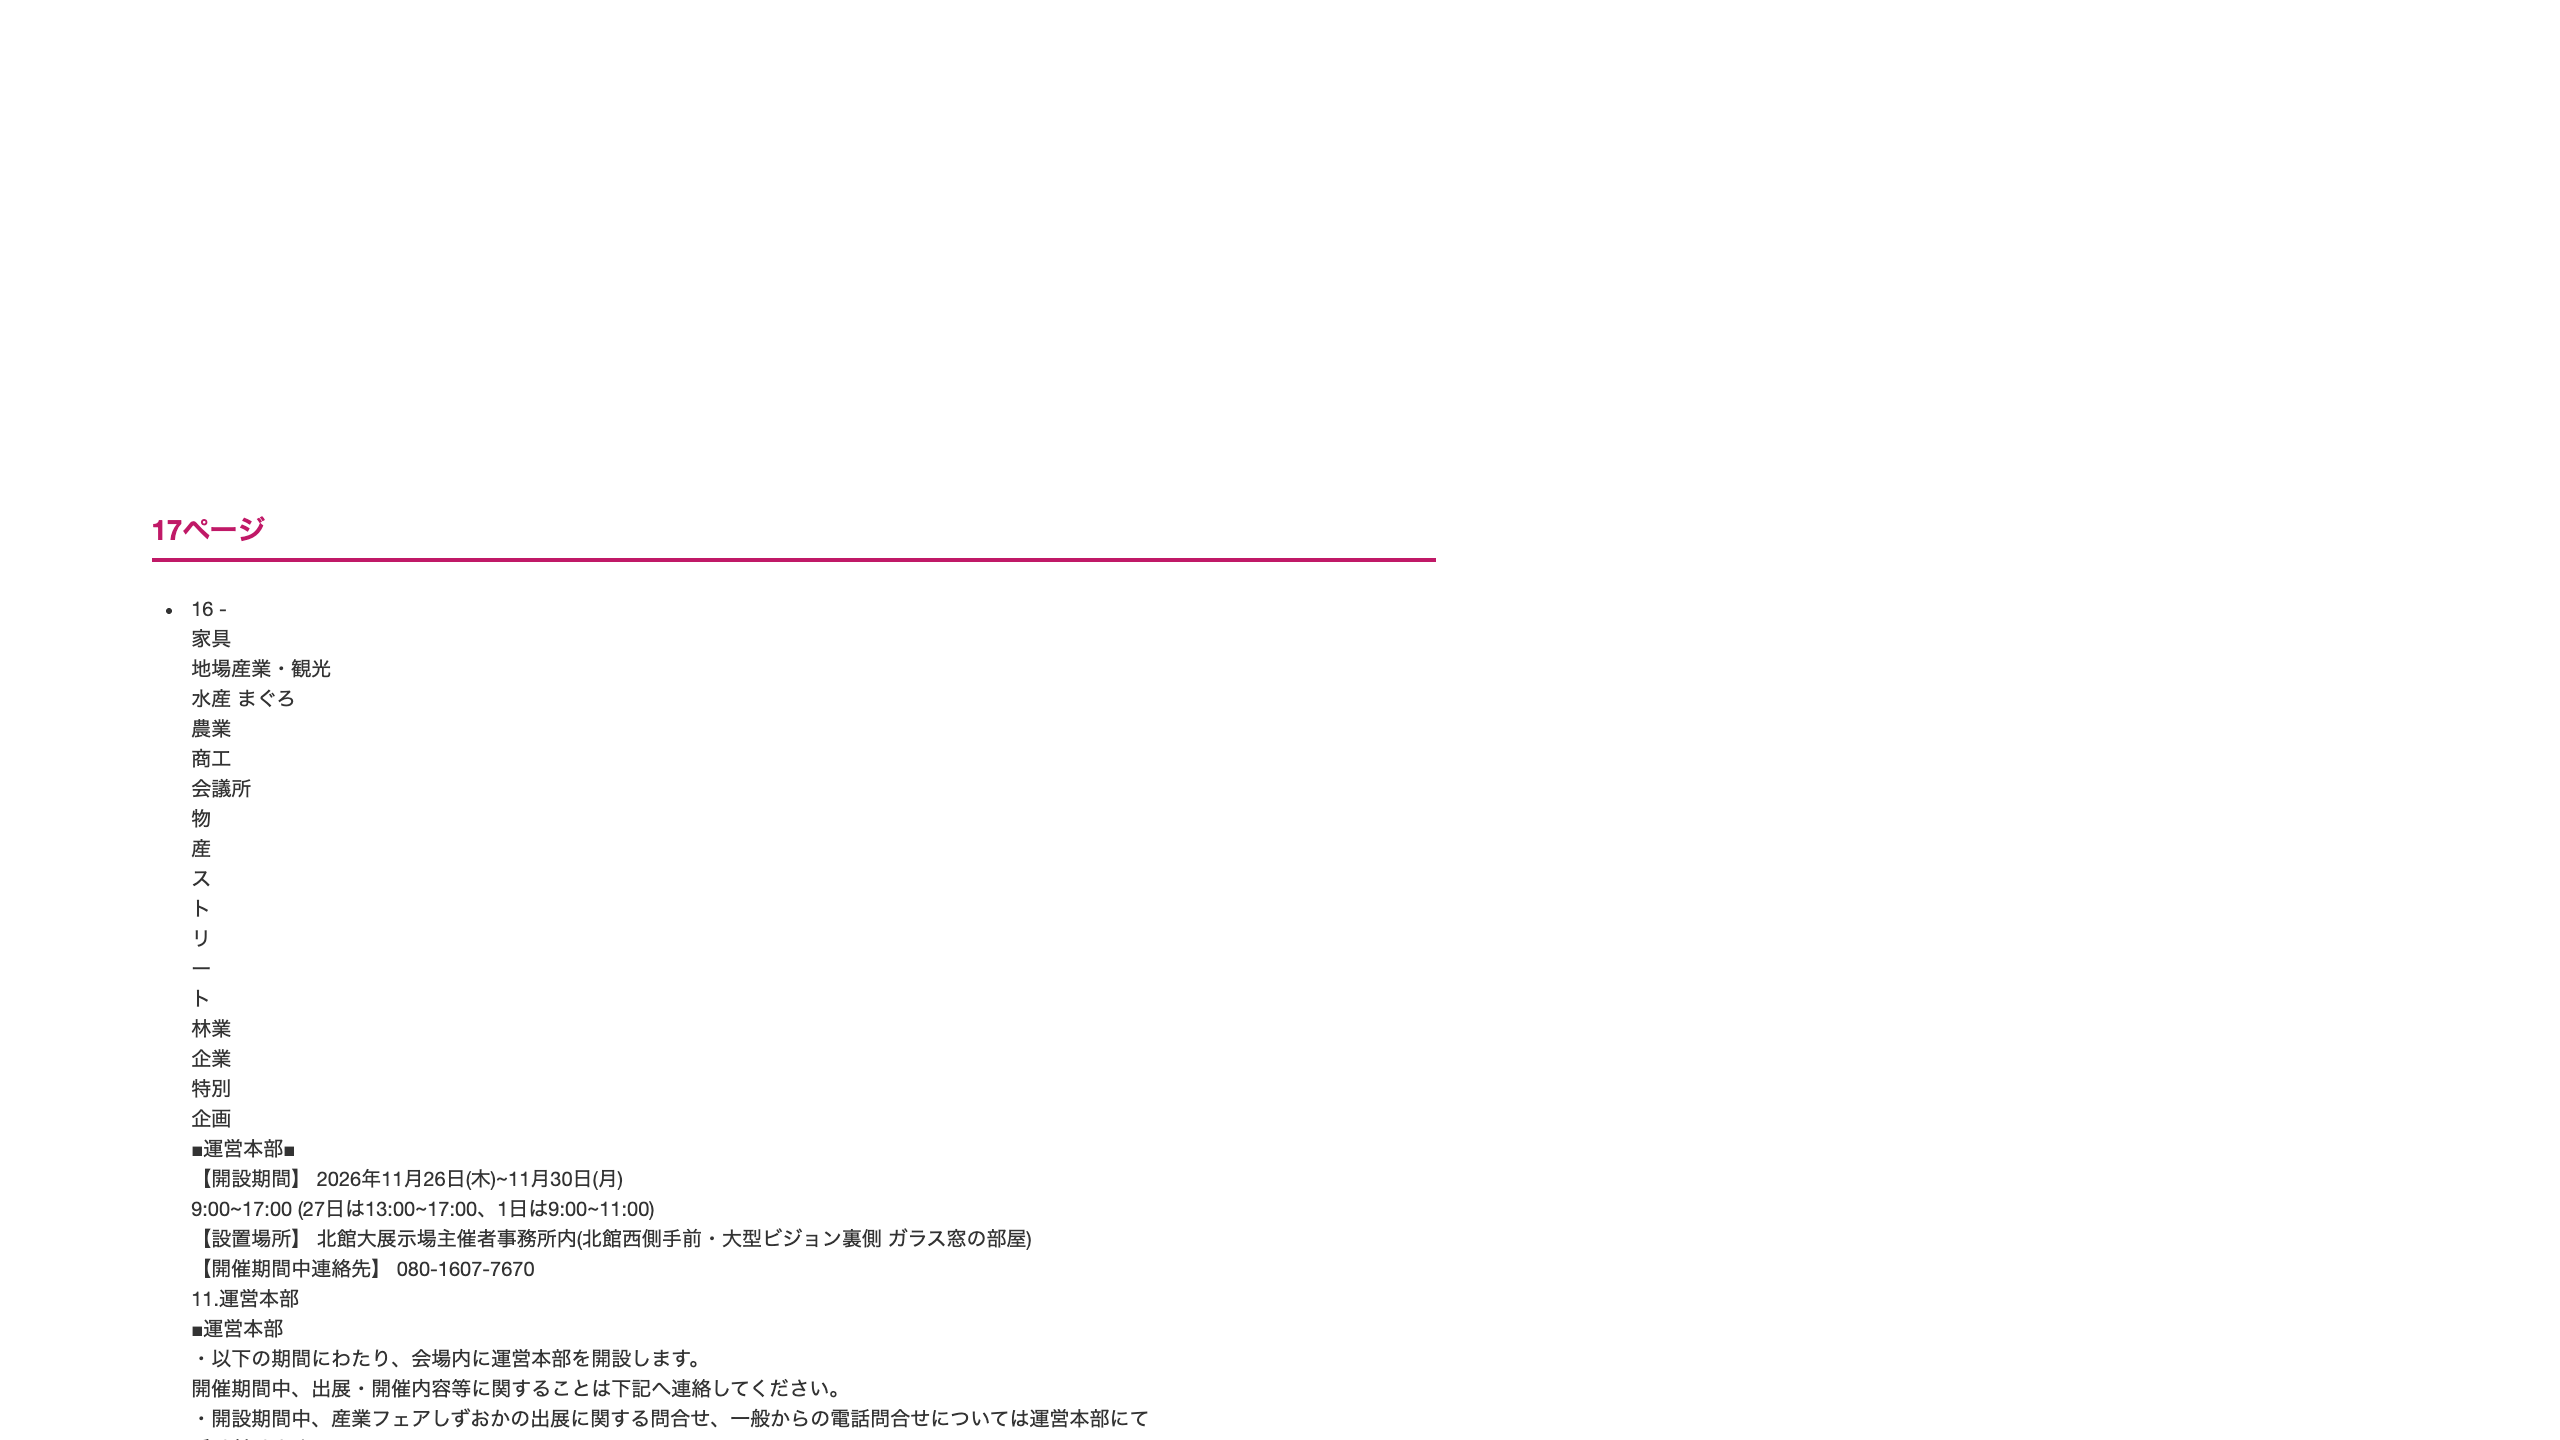 17ページ
• 16 -
家具
地場産業・観光
水産 まぐろ
農業
商工
会議所
物
産
ス
ト
リ
ー
ト
林業
企業
特別
企画
■運営本部■
【開設期間】 2026年11月26日(木)~11月30日(月)
9:00~17:00 (27日は13:00~17:00、1日は9:00~11:00)
【設置場所】 北館大展示場主催者事務所内(北館西側手前・大型ビジョン裏側 ガラス窓の部屋)
【開催期間中連絡先】 080-1607-7670
11.運営本部
■運営本部
・以下の期間にわたり、会場内に運営本部を開設します。
開催期間中、出展・開催内容等に関することは下記へ連絡してください。
・開設期間中、産業フェアしずおかの出展に関する問合せ、一般からの電話問合せについては運営本部にて